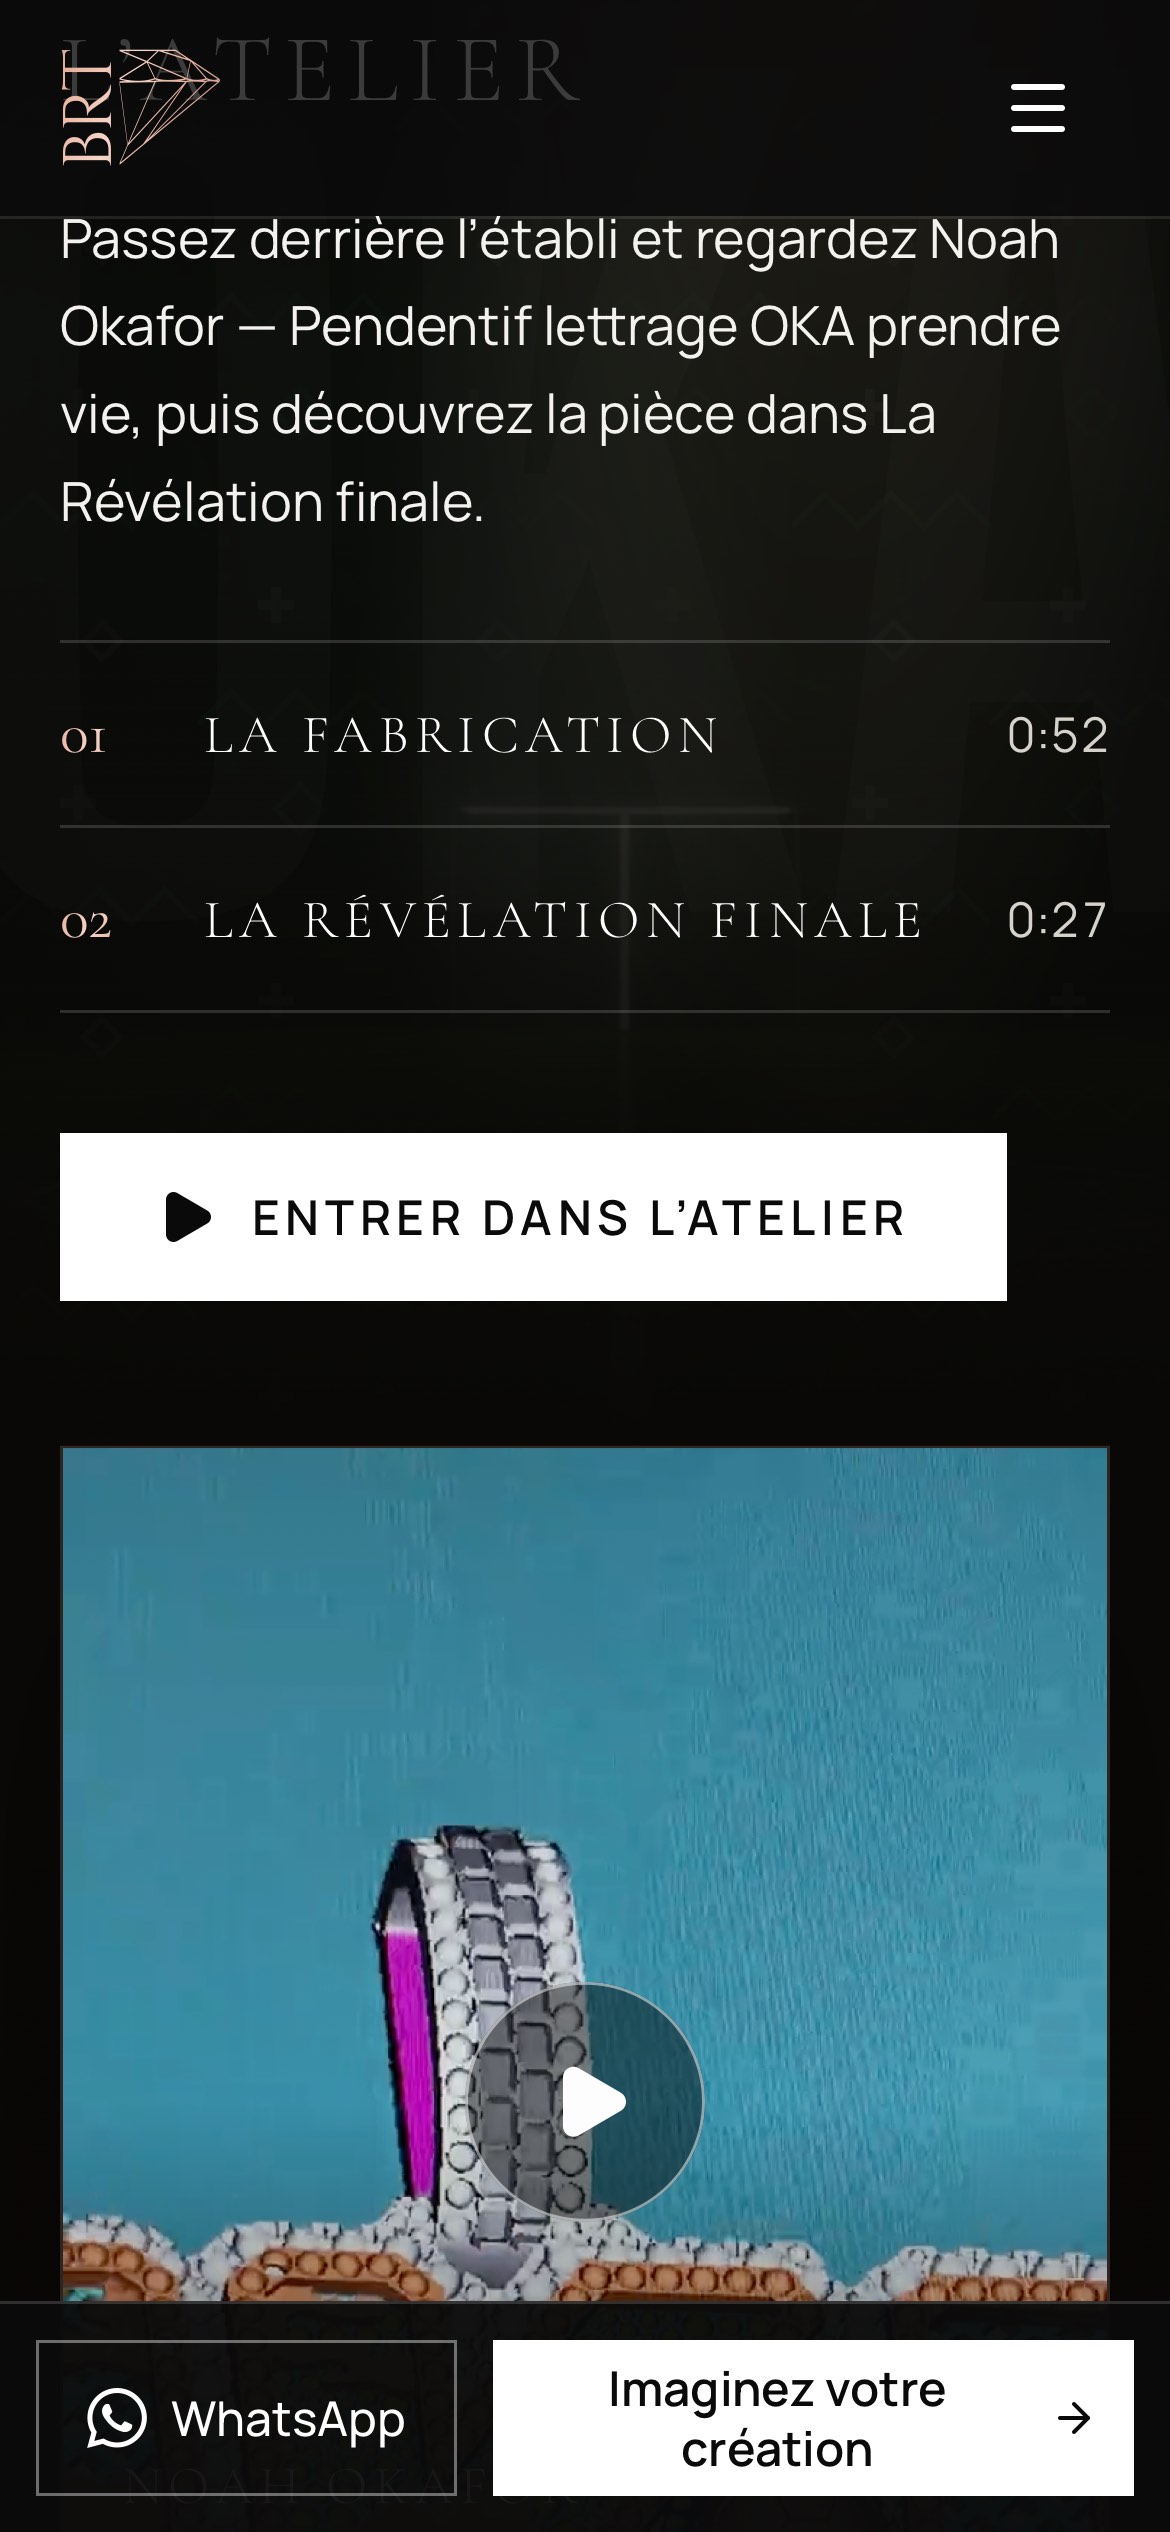 L’ATELIER
BRT
Passez derrière l’établi et regardez Noah
Okafor — Pendentif lettrage OKA prendre
vie, puis découvrez la pièce dans La
Révélation finale.
01 LA FABRICATION 0:52
02 LA RÉVÉLATION FINALE 0:27
ENTRER DANS L’ATELIER
WhatsApp
Imaginez votre
création
NOAH OKAF